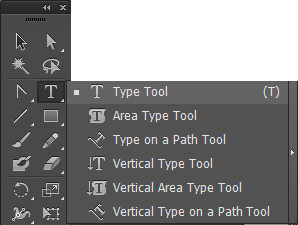 Type Tool (T)
Area Type Tool
Type on a Path Tool
Vertical Type Tool
Vertical Area Type Tool
Vertical Type on a Path Tool